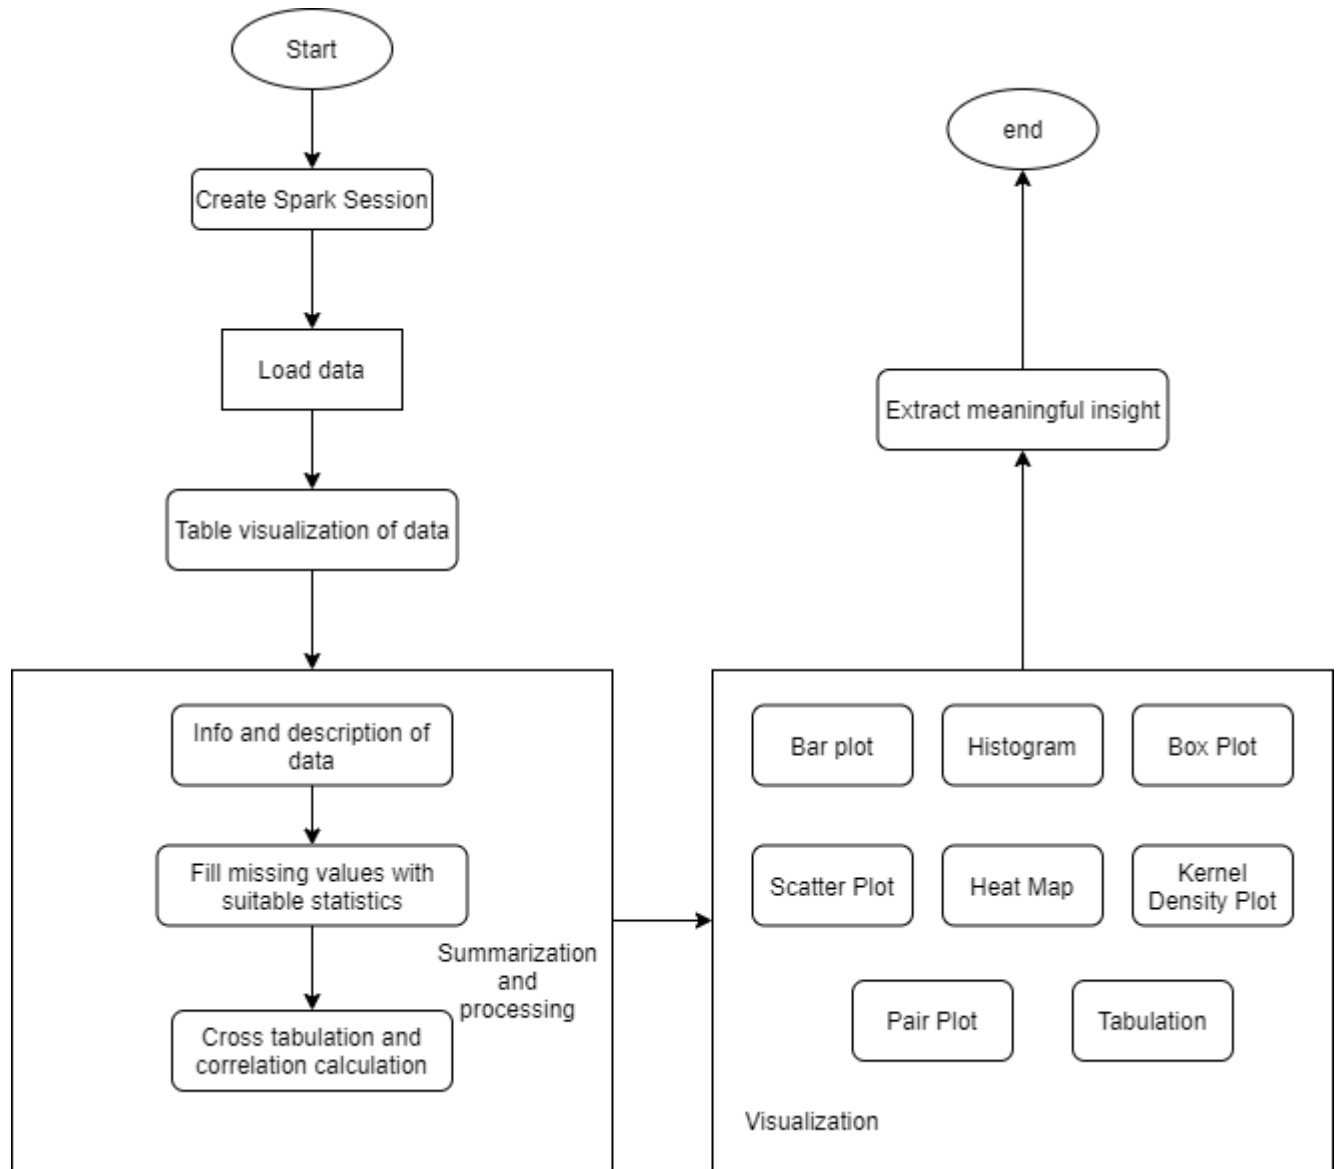 Start
Create Spark Session
Load data
Table visualization of data
Info and description of
data
Fill missing values with
suitable statistics
Summarization
and
processing
Cross tabulation and
correlation calculation
end
Extract meaningful insight
Bar plot
Histogram
Box Plot
Scatter Plot
Heat Map
Kernel
Density Plot
Pair Plot
Tabulation
Visualization